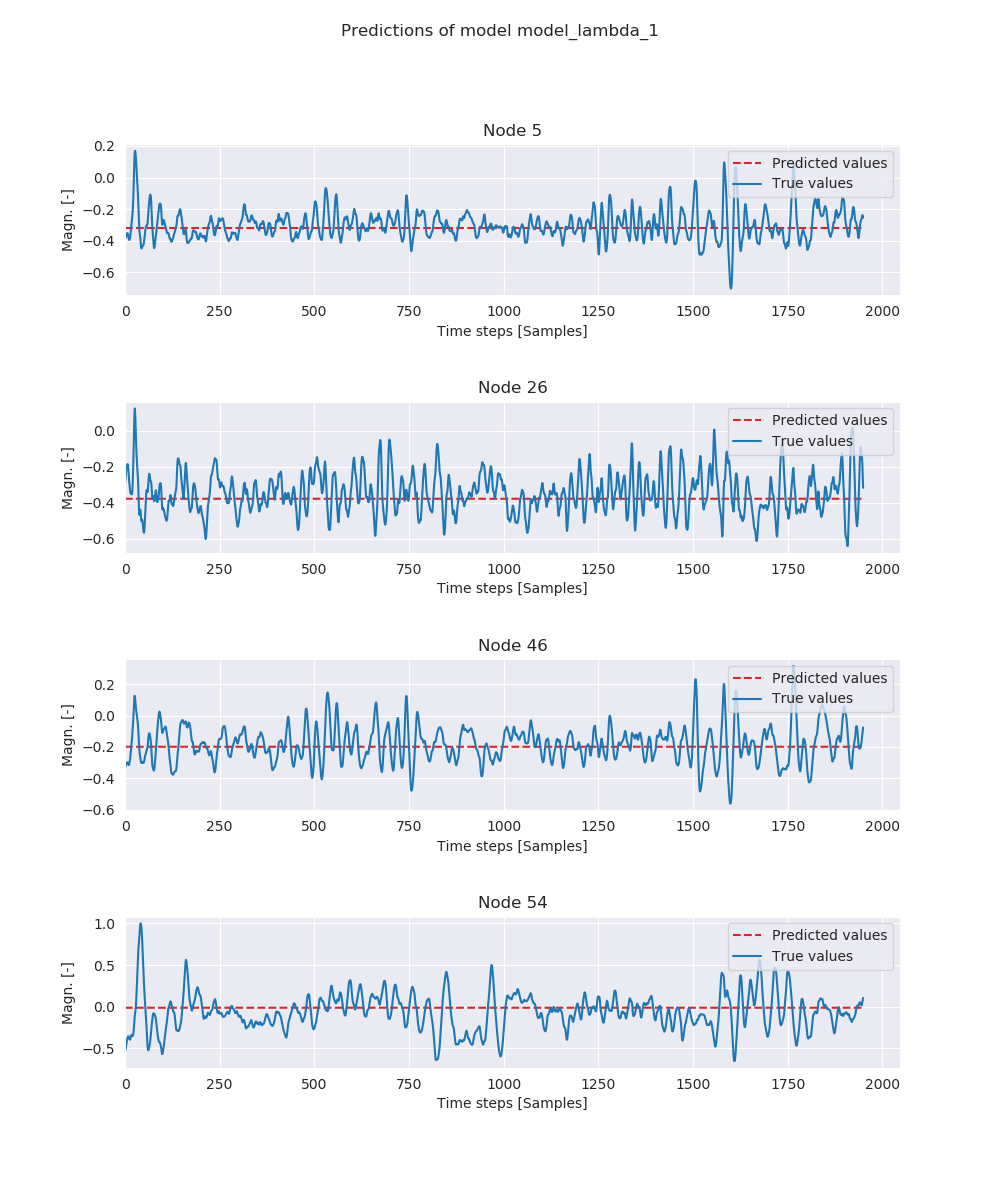 Predictions of model model_lambda_1
Node 5
0.2
0.0
−0.2
−0.4
−0.6
Magn. [-]
Predicted values
True values
0 250 500 750 1000 1250 1500 1750 2000
Time steps [Samples]
Node 26
0.0
−0.2
−0.4
−0.6
Magn. [-]
Predicted values
True values
0 250 500 750 1000 1250 1500 1750 2000
Time steps [Samples]
Node 46
0.2
0.0
−0.2
−0.4
−0.6
Magn. [-]
Predicted values
True values
0 250 500 750 1000 1250 1500 1750 2000
Time steps [Samples]
Node 54
1.0
0.5
0.0
−0.5
Magn. [-]
Predicted values
True values
0 250 500 750 1000 1250 1500 1750 2000
Time steps [Samples]